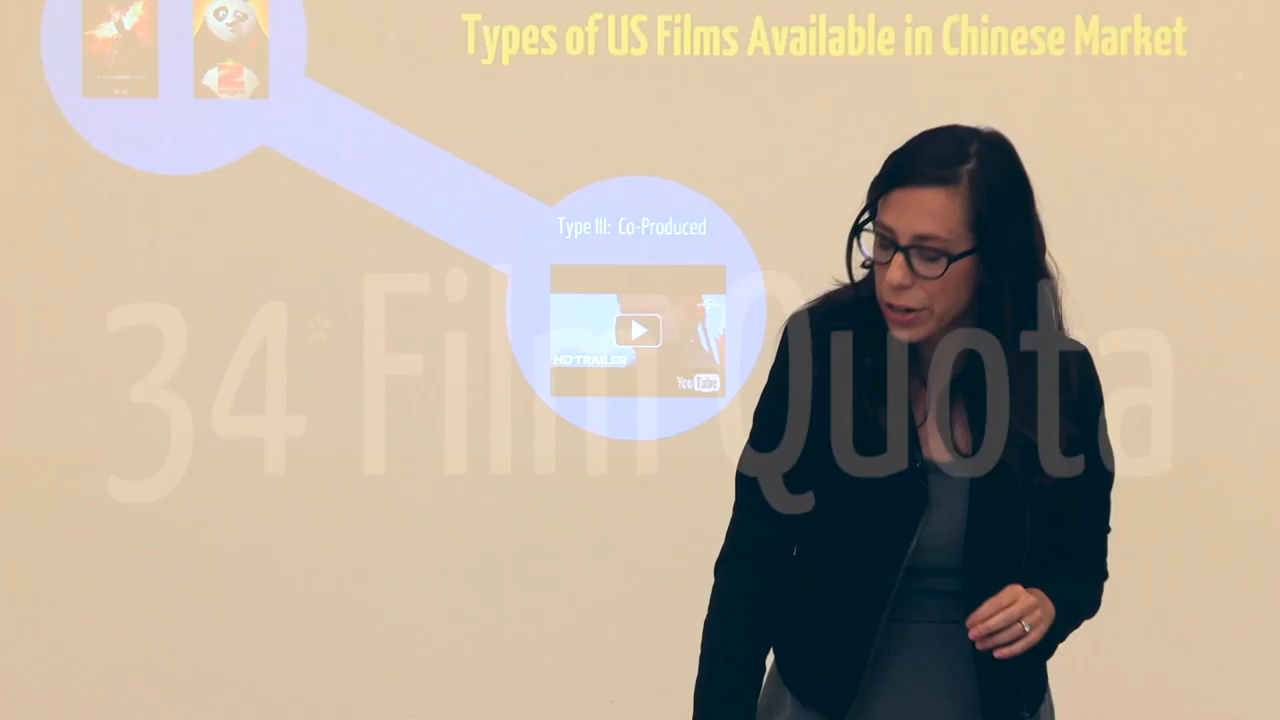 Types of US Films Available in Chinese Market
Type III: Co-Produced
34* Film Quota
HD TRAILER
YouTube